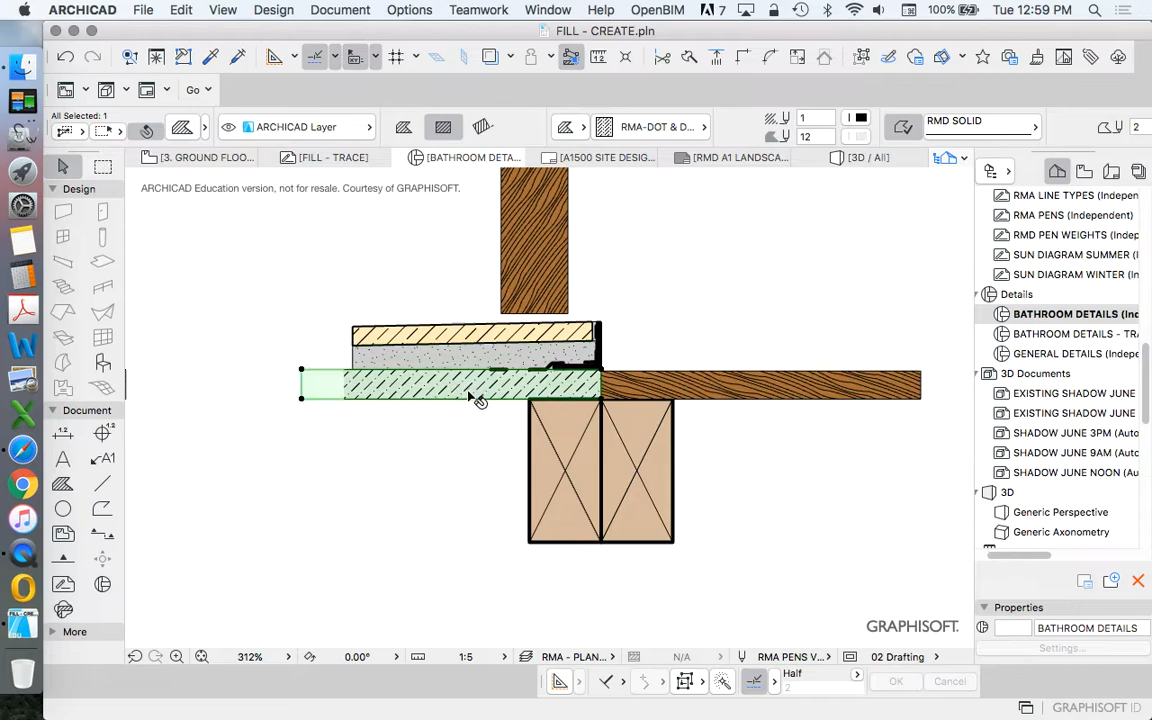 ARCHICAD File Edit View Design Document Options Teamwork Window Help OpenBIM 7 100% Tue 12:59 PM
FILL - CREATE.pln
Go
All Selected: 1
ARCHICAD Layer
RMA-DOT & D...
1
12
RMD SOLID
2
[3. GROUND FLOO...
[FILL - TRACE]
[BATHROOM DETA...
[A1500 SITE DESIG...
[RMD A1 LANDSCA...
[3D / All]
Design
Document
A1
More
ARCHICAD Education version, not for resale. Courtesy of GRAPHISOFT.
GRAPHISOFT.
RMA LINE TYPES (Independen
RMA PENS (Independent)
RMD PEN WEIGHTS (Indep
SUN DIAGRAM SUMMER (I
SUN DIAGRAM WINTER (In
Details
BATHROOM DETAILS (Ind
BATHROOM DETAILS - TRA
GENERAL DETAILS (Indepe
3D Documents
EXISTING SHADOW JUNE
EXISTING SHADOW JUNE
SHADOW JUNE 3PM (Auto
SHADOW JUNE 9AM (Auto
SHADOW JUNE NOON (Au
3D
Generic Perspective
Generic Axonometry
Properties
BATHROOM DETAILS
Settings...
312%
0.00°
1:5
RMA - PLAN...
N/A
RMA PENS V...
02 Drafting
Half
2
OK
Cancel
GRAPHISOFT ID